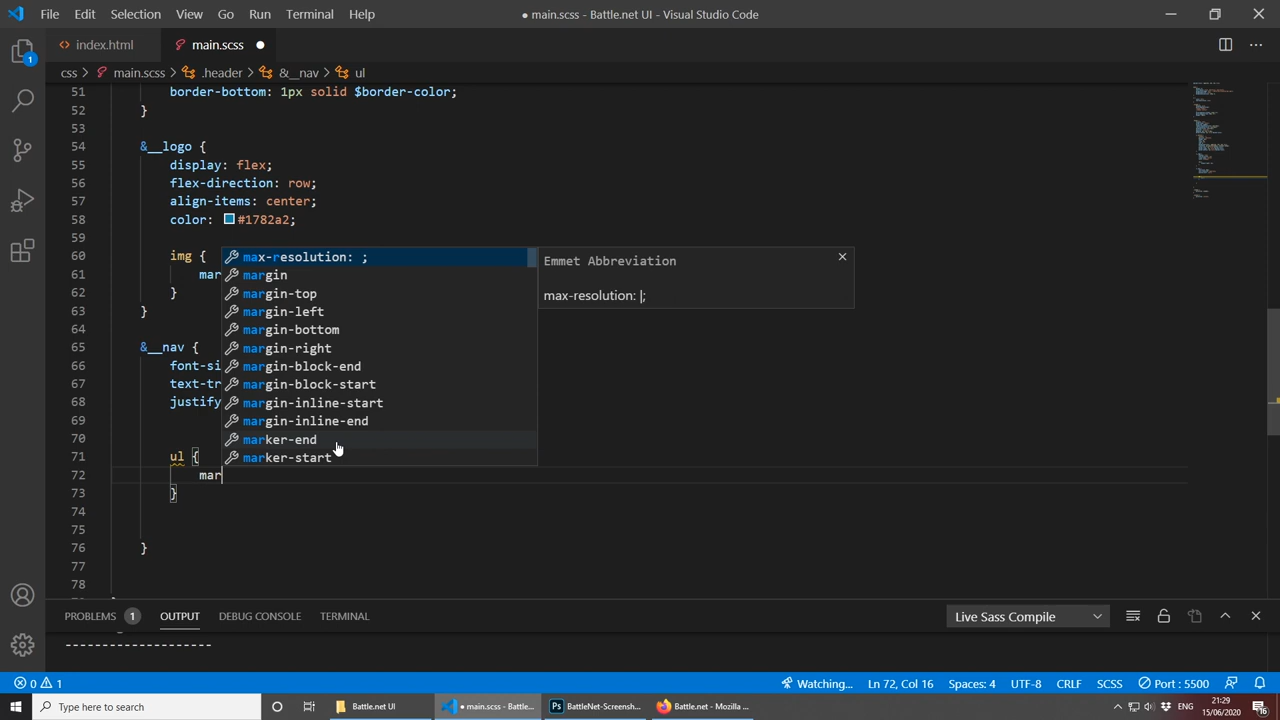 File Edit Selection View Go Run Terminal Help
● main.scss - Battle.net UI - Visual Studio Code
index.html main.scss
css > main.scss > .header > &__nav > ul
51 border-bottom: 1px solid $border-color;
52 }
53
54 &__logo {
55 display: flex;
56 flex-direction: row;
57 align-items: center;
58 color: #1782a2;
59
60 img {
61 mar
62 }
63 }
64
65 &__nav {
66 font-si
67 text-tr
68 justify
69
70
71 ul {
72 mar
73 }
74
75
76 }
77
78
max-resolution: ;
margin
margin-top
margin-left
margin-bottom
margin-right
margin-block-end
margin-block-start
margin-inline-start
margin-inline-end
marker-end
marker-start
Emmet Abbreviation
max-resolution: |;
1
PROBLEMS 1 OUTPUT DEBUG CONSOLE TERMINAL
Live Sass Compile
--------------------
0 1 Watching... Ln 72, Col 16 Spaces: 4 UTF-8 CRLF SCSS Port : 5500
Type here to search
Battle.net UI
● main.scss - Battle...
Ps BattleNet-Screensh...
Battle.net - Mozilla ...
ENG
21:29
15/06/2020
16